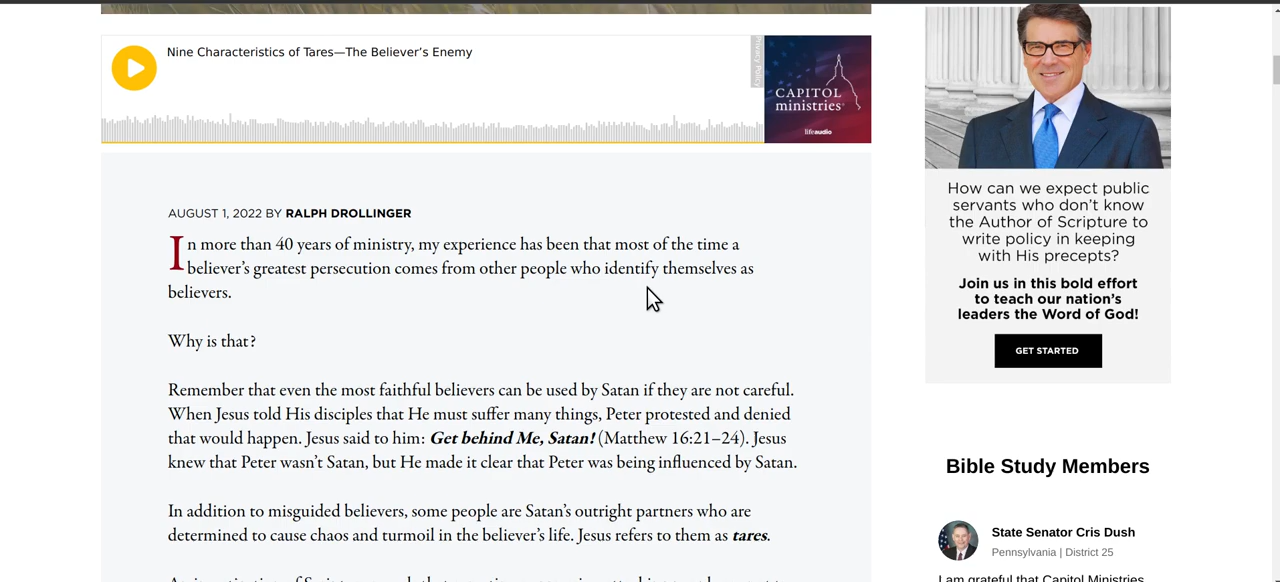 Nine Characteristics of Tares—The Believer's Enemy
Privacy Policy
CAPITOL
ministries
lifeaudio
AUGUST 1, 2022 BY RALPH DROLLINGER
In more than 40 years of ministry, my experience has been that most of the time a
believer's greatest persecution comes from other people who identify themselves as
believers.
Why is that?
Remember that even the most faithful believers can be used by Satan if they are not careful.
When Jesus told His disciples that He must suffer many things, Peter protested and denied
that would happen. Jesus said to him: Get behind Me, Satan! (Matthew 16:21–24). Jesus
knew that Peter wasn't Satan, but He made it clear that Peter was being influenced by Satan.
In addition to misguided believers, some people are Satan's outright partners who are
determined to cause chaos and turmoil in the believer's life. Jesus refers to them as tares.
How can we expect public
servants who don't know
the Author of Scripture to
write policy in keeping
with His precepts?
Join us in this bold effort
to teach our nation's
leaders the Word of God!
GET STARTED
Bible Study Members
State Senator Cris Dush
Pennsylvania | District 25
I am grateful that Capitol Ministries